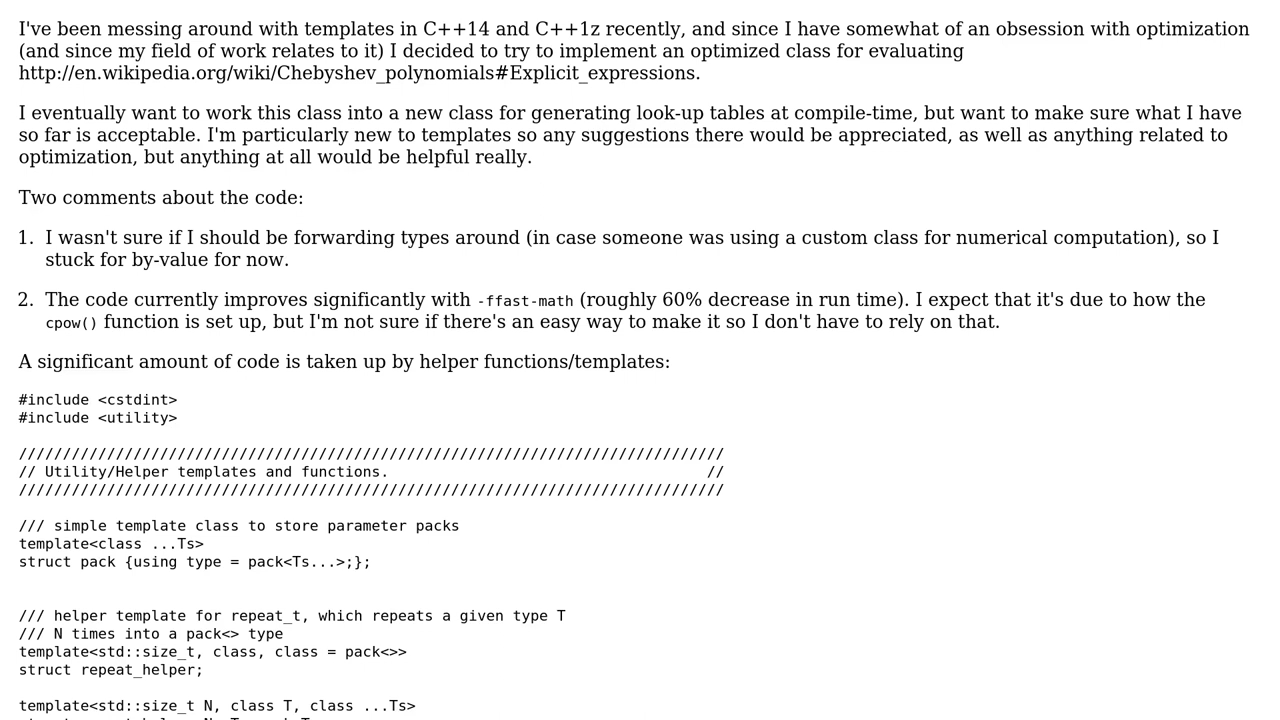 I've been messing around with templates in C++14 and C++1z recently, and since I have somewhat of an obsession with optimization
(and since my field of work relates to it) I decided to try to implement an optimized class for evaluating
http://en.wikipedia.org/wiki/Chebyshev_polynomials#Explicit_expressions.
I eventually want to work this class into a new class for generating look-up tables at compile-time, but want to make sure what I have
so far is acceptable. I'm particularly new to templates so any suggestions there would be appreciated, as well as anything related to
optimization, but anything at all would be helpful really.
Two comments about the code:
1. I wasn't sure if I should be forwarding types around (in case someone was using a custom class for numerical computation), so I
stuck for by-value for now.
2. The code currently improves significantly with -ffast-math (roughly 60% decrease in run time). I expect that it's due to how the
cpow() function is set up, but I'm not sure if there's an easy way to make it so I don't have to rely on that.
A significant amount of code is taken up by helper functions/templates:
#include <cstdint>
#include <utility>
////////////////////////////////////////////////////////////////////////////////
// Utility/Helper templates and functions.                                    //
////////////////////////////////////////////////////////////////////////////////
/// simple template class to store parameter packs
template<class ...Ts>
struct pack {using type = pack<Ts...>;};
/// helper template for repeat_t, which repeats a given type T
/// N times into a pack<> type
template<std::size_t, class, class = pack<>>
struct repeat_helper;
template<std::size_t N, class T, class ...Ts>